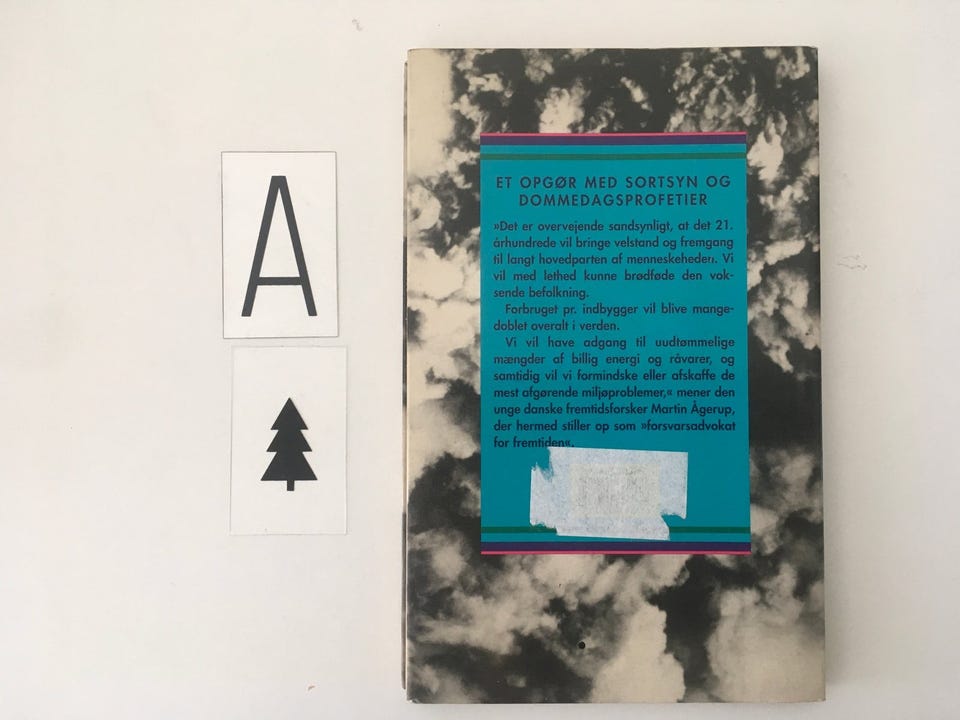 A
ET OPGØR MED SORTSYN OG
DOMMEDAGSPROFETIER
»Det er overvejende sandsynligt, at det 21.
århundrede vil bringe velstand og fremgang
til langt hovedparten af menneskeheden. Vi
vil med lethed kunne brødføde den vok-
sende befolkning.
Forbruget pr. indbygger vil blive mange-
doblet overalt i verden.
Vi vil have adgang til uudtømmelige
mængder af billig energi og råvarer, og
samtidig vil vi formindske eller afskaffe de
mest afgørende miljøproblemer,« mener den
unge danske fremtidsforsker Martin Ågerup,
der hermed stiller op som »forsvarsadvokat
for fremtiden«.